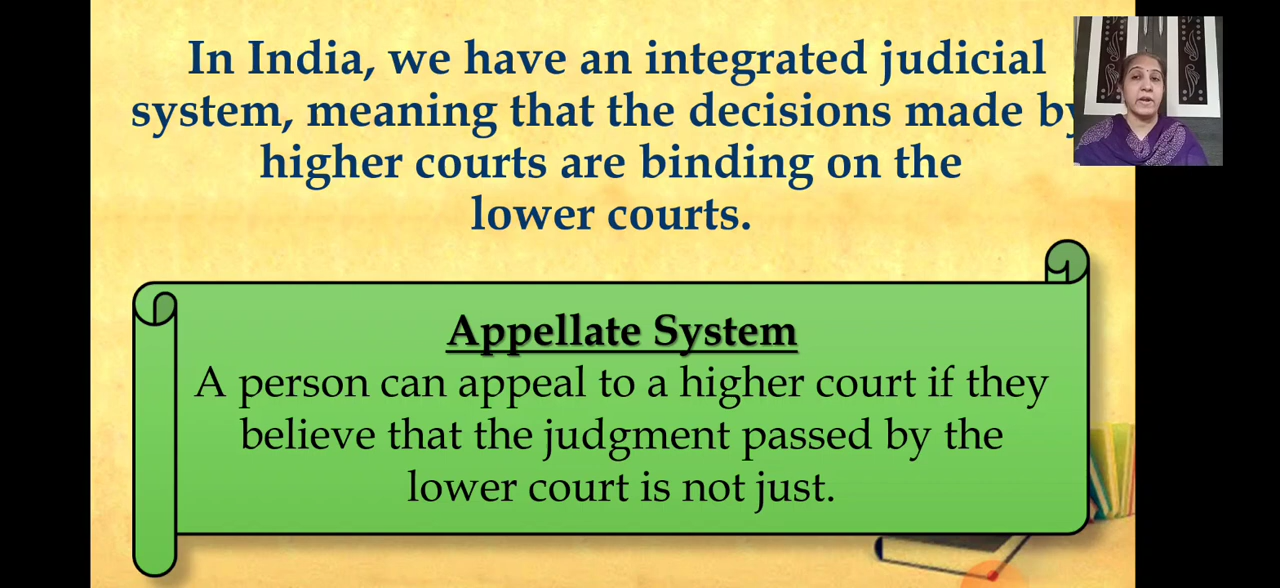 In India, we have an integrated judicial
system, meaning that the decisions made by
higher courts are binding on the
lower courts.
Appellate System
A person can appeal to a higher court if they
believe that the judgment passed by the
lower court is not just.